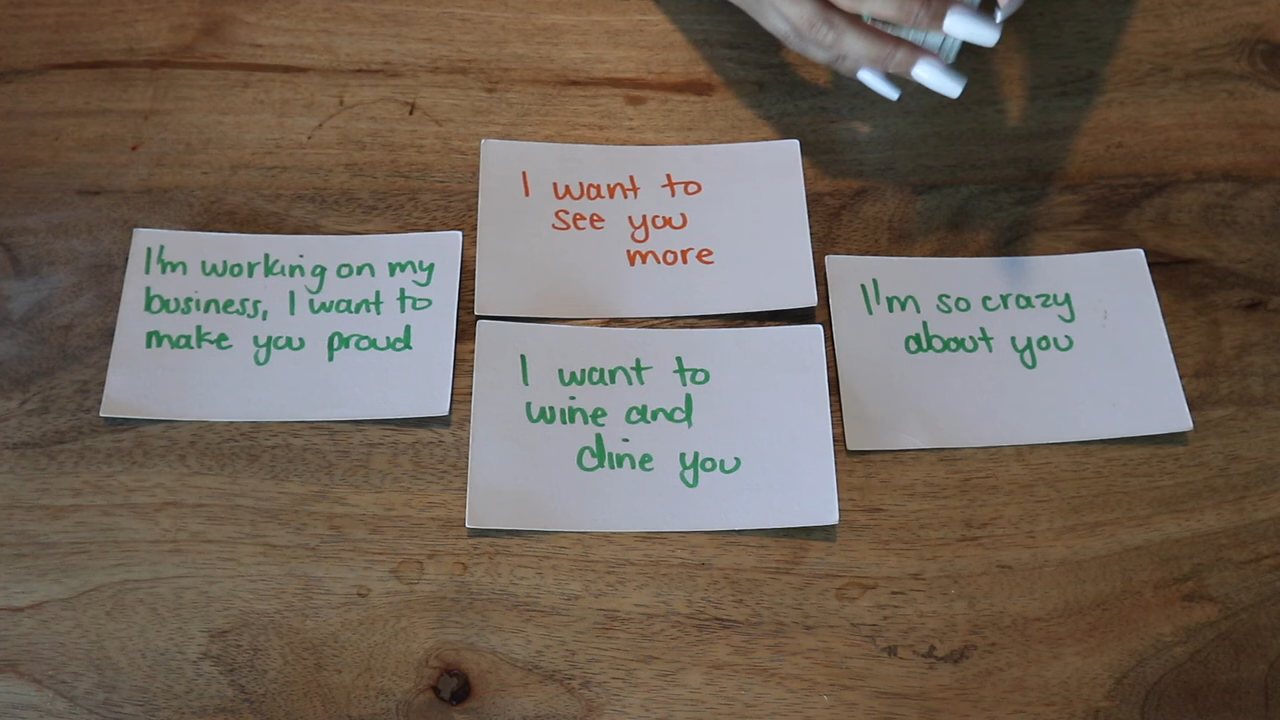 I want to
see you
more
I'm working on my
business, I want to
make you proud
I want to
wine and
dine you
I'm so crazy
about you